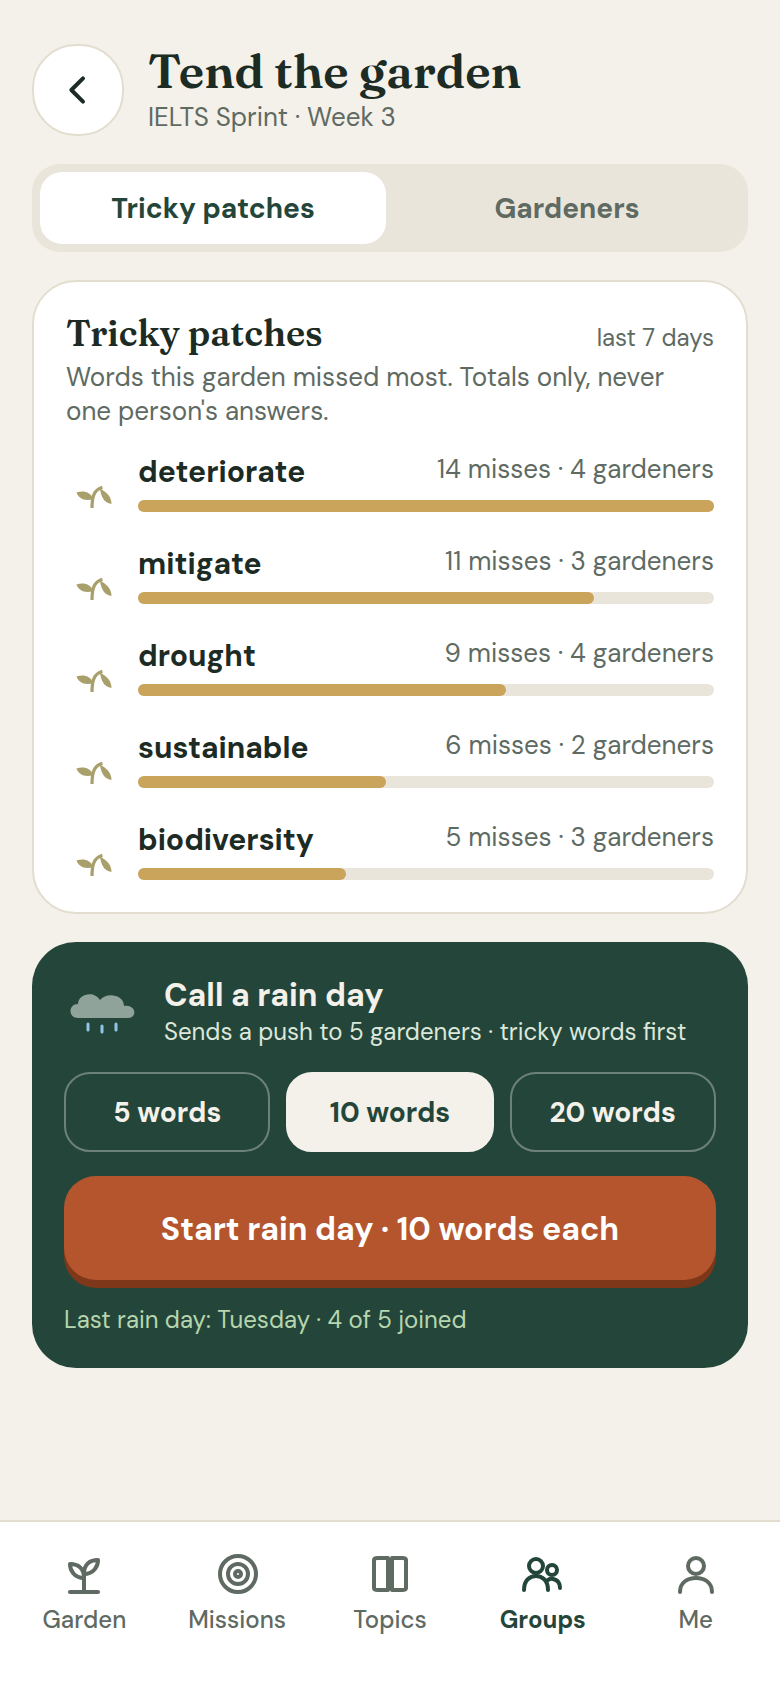 Tend the garden
IELTS Sprint · Week 3
Tricky patches
Gardeners
Tricky patches
last 7 days
Words this garden missed most. Totals only, never
one person's answers.
deteriorate
14 misses · 4 gardeners
mitigate
11 misses · 3 gardeners
drought
9 misses · 4 gardeners
sustainable
6 misses · 2 gardeners
biodiversity
5 misses · 3 gardeners
Call a rain day
Sends a push to 5 gardeners · tricky words first
5 words
10 words
20 words
Start rain day · 10 words each
Last rain day: Tuesday · 4 of 5 joined
Garden
Missions
Topics
Groups
Me